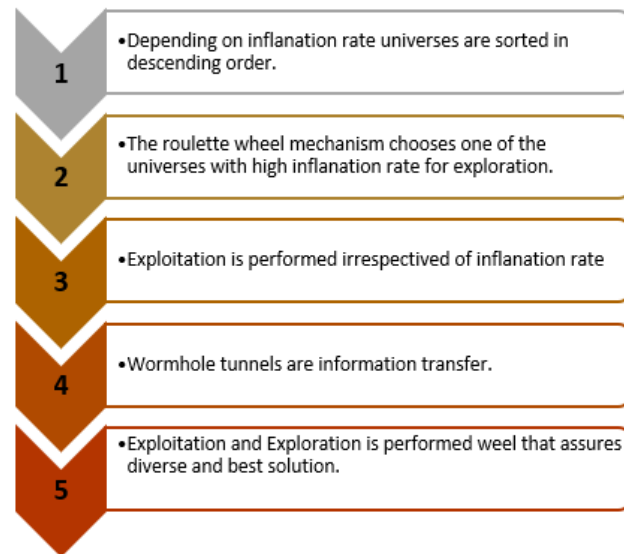 1
•Depending on inflanation rate universes are sorted in
descending order.
2
•The roulette wheel mechanism chooses one of the
universes with high inflanation rate for exploration.
3
•Exploitation is performed irrespectived of inflanation rate
4
•Wormhole tunnels are information transfer.
5
•Exploitation and Exploration is performed weel that assures
diverse and best solution.